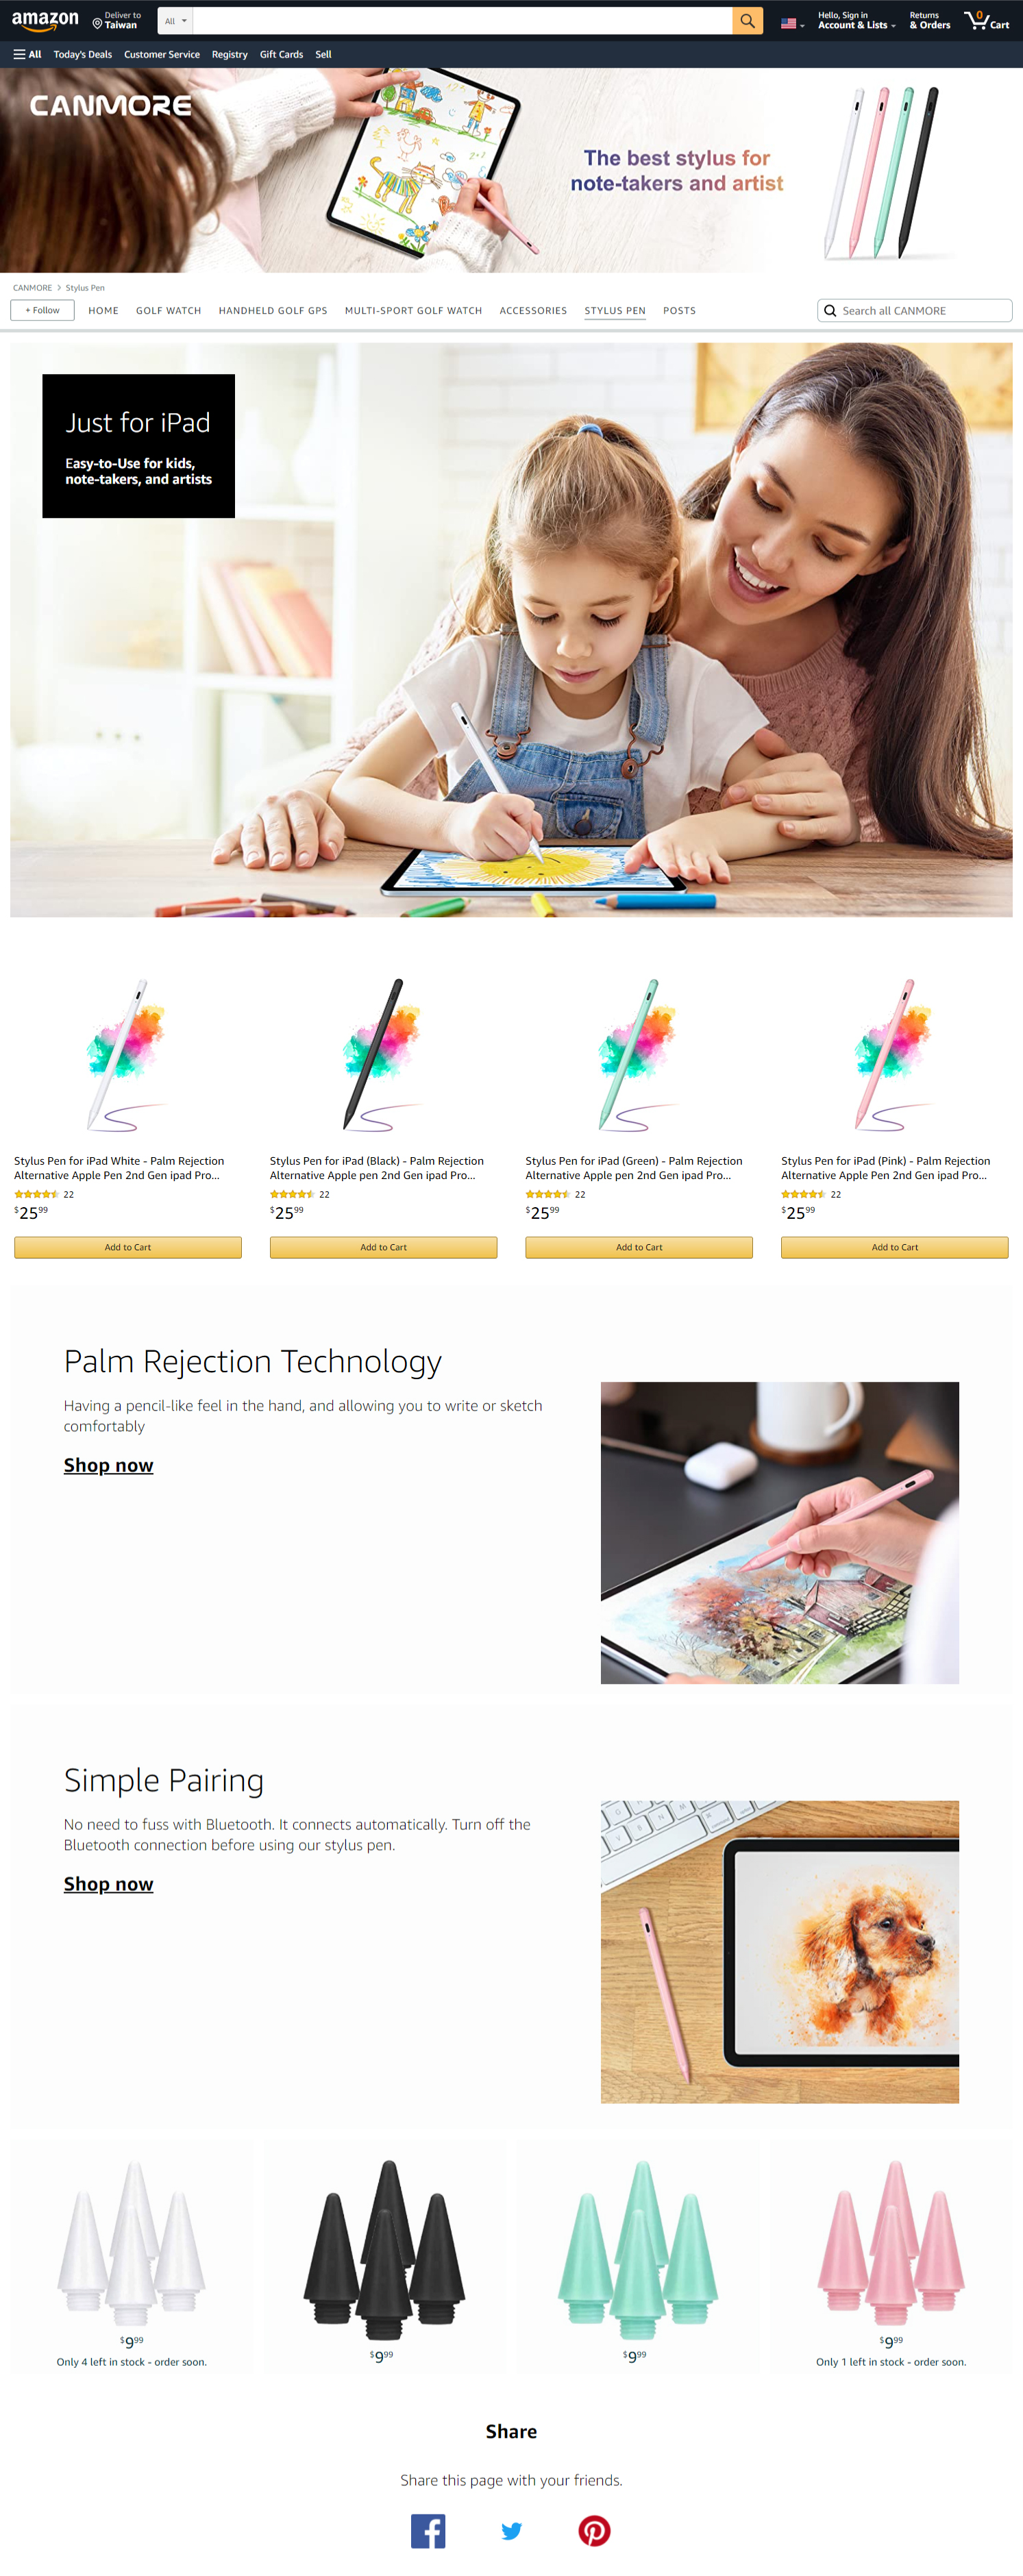 amazon
Deliver to
Taiwan
All
Hello, Sign in
Account & Lists
Returns
& Orders
0
Cart
All
Today's Deals
Customer Service
Registry
Gift Cards
Sell
CANMORE
The best stylus for
note-takers and artist
CANMORE > Stylus Pen
+ Follow
HOME
GOLF WATCH
HANDHELD GOLF GPS
MULTI-SPORT GOLF WATCH
ACCESSORIES
STYLUS PEN
POSTS
Search all CANMORE
Just for iPad
Easy-to-Use for kids,
note-takers, and artists
Stylus Pen for iPad White - Palm Rejection
Alternative Apple Pen 2nd Gen ipad Pro...
22
$25.99
Add to Cart
Stylus Pen for iPad (Black) - Palm Rejection
Alternative Apple pen 2nd Gen ipad Pro...
22
$25.99
Add to Cart
Stylus Pen for iPad (Green) - Palm Rejection
Alternative Apple pen 2nd Gen ipad Pro...
22
$25.99
Add to Cart
Stylus Pen for iPad (Pink) - Palm Rejection
Alternative Apple Pen 2nd Gen ipad Pro...
22
$25.99
Add to Cart
Palm Rejection Technology
Having a pencil-like feel in the hand, and allowing you to write or sketch
comfortably
Shop now
Simple Pairing
No need to fuss with Bluetooth. It connects automatically. Turn off the
Bluetooth connection before using our stylus pen.
Shop now
$9.99
Only 4 left in stock - order soon.
$9.99
$9.99
$9.99
Only 1 left in stock - order soon.
Share
Share this page with your friends.